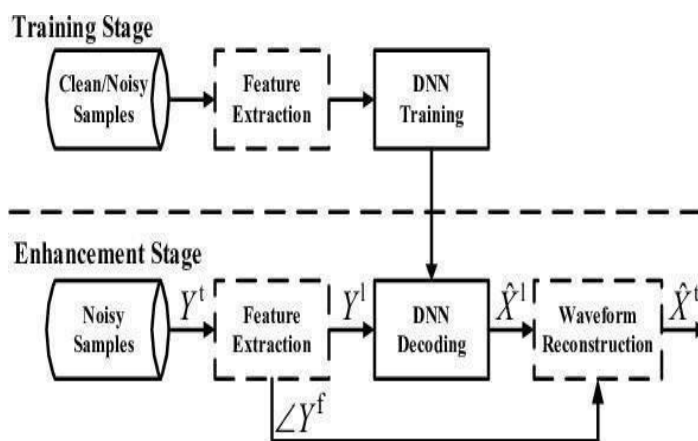 Training Stage
Clean/Noisy
Samples
Feature
Extraction
DNN
Training
Enhancement Stage
Noisy
Samples
Yᵗ
Feature
Extraction
Yˡ
DNN
Decoding
X̂ˡ
Waveform
Reconstruction
X̂ᵗ
∠Yᶠ